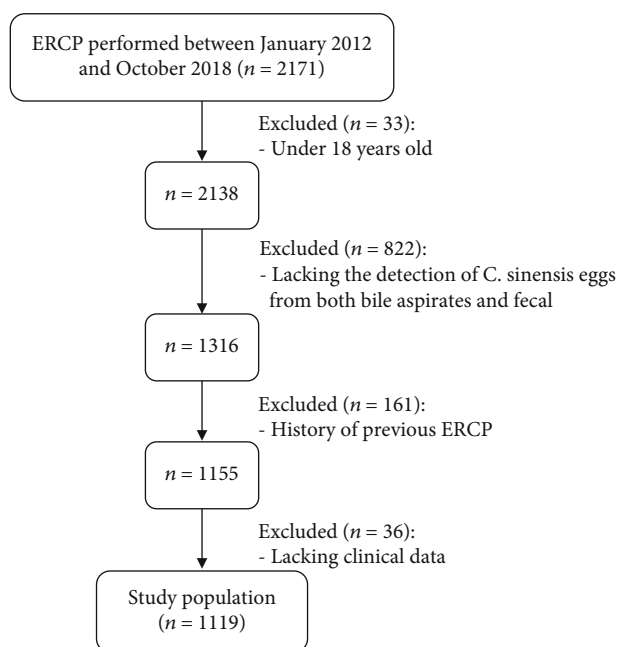 ERCP performed between January 2012
and October 2018 (n = 2171)
Excluded (n = 33):
- Under 18 years old
n = 2138
Excluded (n = 822):
- Lacking the detection of C. sinensis eggs
from both bile aspirates and fecal
n = 1316
Excluded (n = 161):
- History of previous ERCP
n = 1155
Excluded (n = 36):
- Lacking clinical data
Study population
(n = 1119)